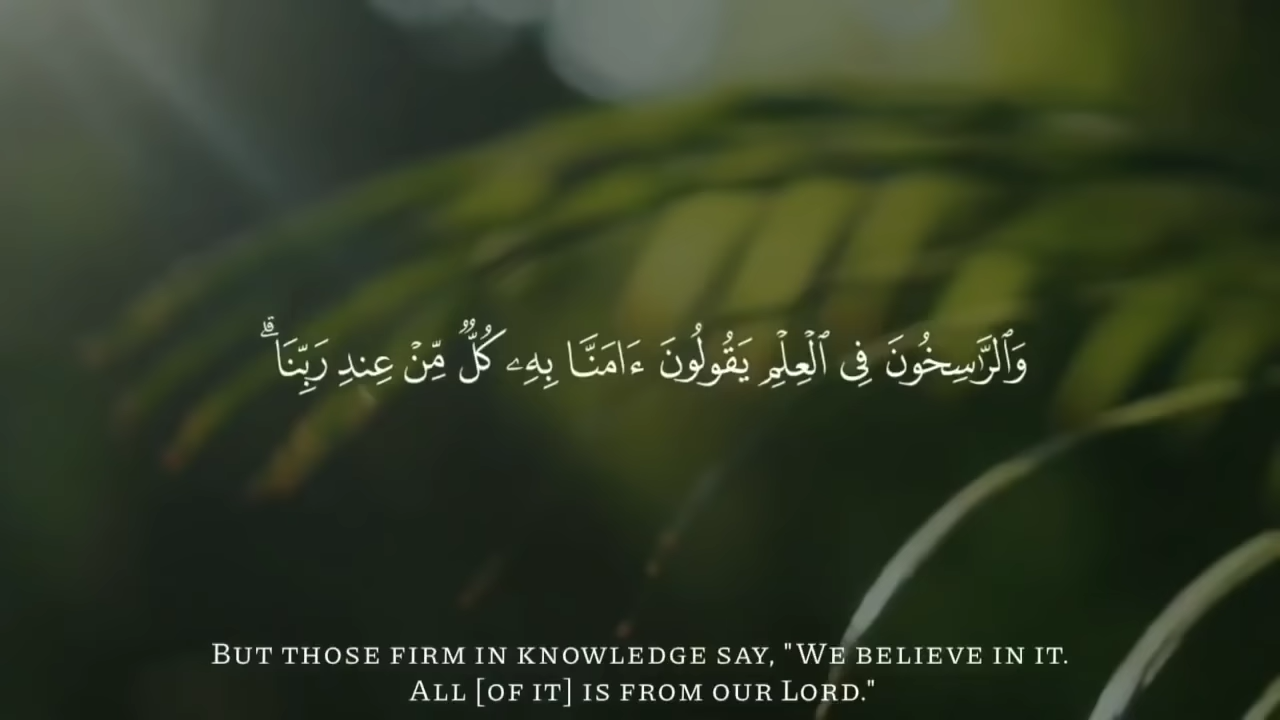 وَٱلرَّٰسِخُونَ فِى ٱلْعِلْمِ يَقُولُونَ ءَامَنَّا بِهِۦ كُلٌّ مِّنْ عِندِ رَبِّنَا ۗ
But those firm in knowledge say, "We believe in it.
All [of it] is from our Lord."